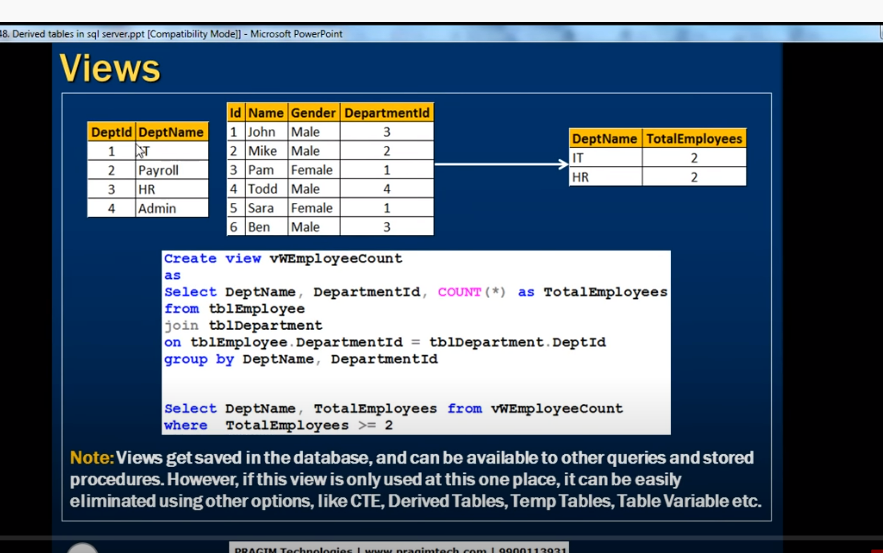 48. Derived tables in sql server.ppt [Compatibility Mode]] - Microsoft PowerPoint
Views
DeptId DeptName
1
2 Payroll
3 HR
4 Admin
Id Name Gender DepartmentId
1 John Male 3
2 Mike Male 2
3 Pam Female 1
4 Todd Male 4
5 Sara Female 1
6 Ben Male 3
DeptName TotalEmployees
IT 2
HR 2
Create view vWEmployeeCount
as
Select DeptName, DepartmentId, COUNT(*) as TotalEmployees
from tblEmployee
join tblDepartment
on tblEmployee.DepartmentId = tblDepartment.DeptId
group by DeptName, DepartmentId
Select DeptName, TotalEmployees from vWEmployeeCount
where TotalEmployees >= 2
Note: Views get saved in the database, and can be available to other queries and stored
procedures. However, if this view is only used at this one place, it can be easily
eliminated using other options, like CTE, Derived Tables, Temp Tables, Table Variable etc.
PRAGIM Technologies | www.pragimtech.com | 9900113931